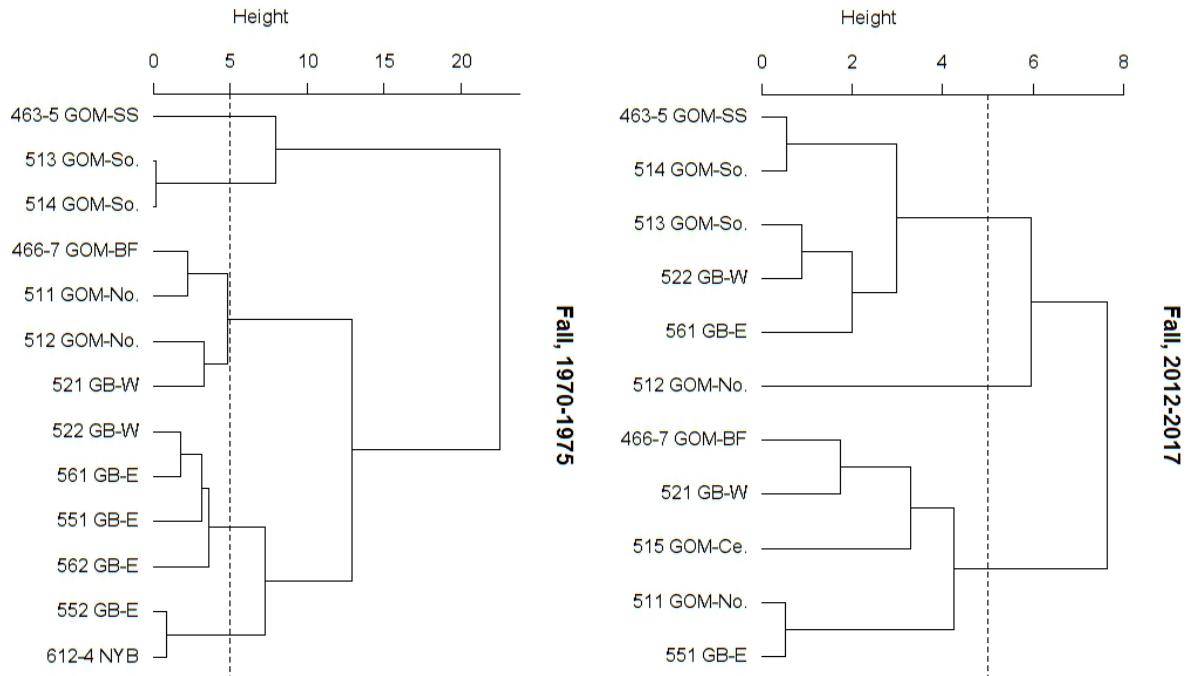 Height
0 5 10 15 20
463-5 GOM-SS
513 GOM-So.
514 GOM-So.
466-7 GOM-BF
511 GOM-No.
512 GOM-No.
521 GB-W
522 GB-W
561 GB-E
551 GB-E
562 GB-E
552 GB-E
612-4 NYB
Fall, 1970-1975
Height
0 2 4 6 8
463-5 GOM-SS
514 GOM-So.
513 GOM-So.
522 GB-W
561 GB-E
512 GOM-No.
466-7 GOM-BF
521 GB-W
515 GOM-Ce.
511 GOM-No.
551 GB-E
Fall, 2012-2017